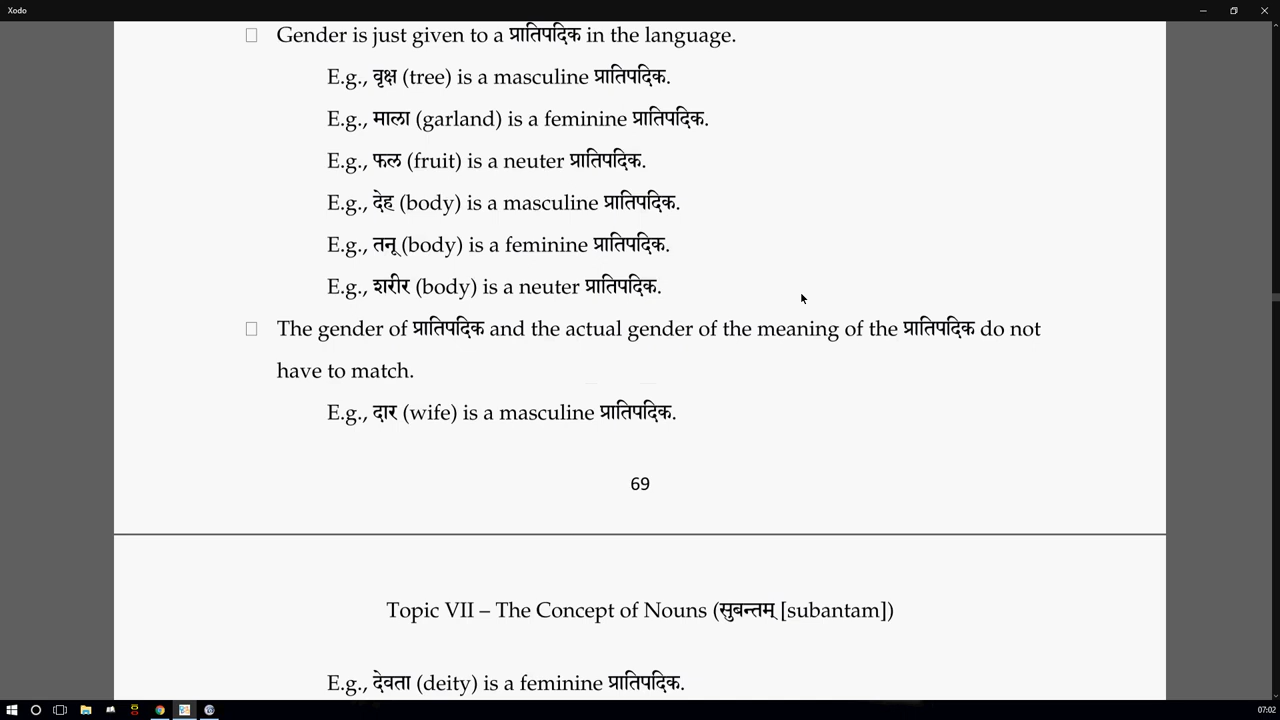 Xodo
Gender is just given to a प्रातिपदिक in the language.
E.g., वृक्ष (tree) is a masculine प्रातिपदिक.
E.g., माला (garland) is a feminine प्रातिपदिक.
E.g., फल (fruit) is a neuter प्रातिपदिक.
E.g., देह (body) is a masculine प्रातिपदिक.
E.g., तनू (body) is a feminine प्रातिपदिक.
E.g., शरीर (body) is a neuter प्रातिपदिक.
The gender of प्रातिपदिक and the actual gender of the meaning of the प्रातिपदिक do not
have to match.
E.g., दार (wife) is a masculine प्रातिपदिक.
69
Topic VII – The Concept of Nouns (सुबन्तम् [subantam])
E.g., देवता (deity) is a feminine प्रातिपदिक.
07:02